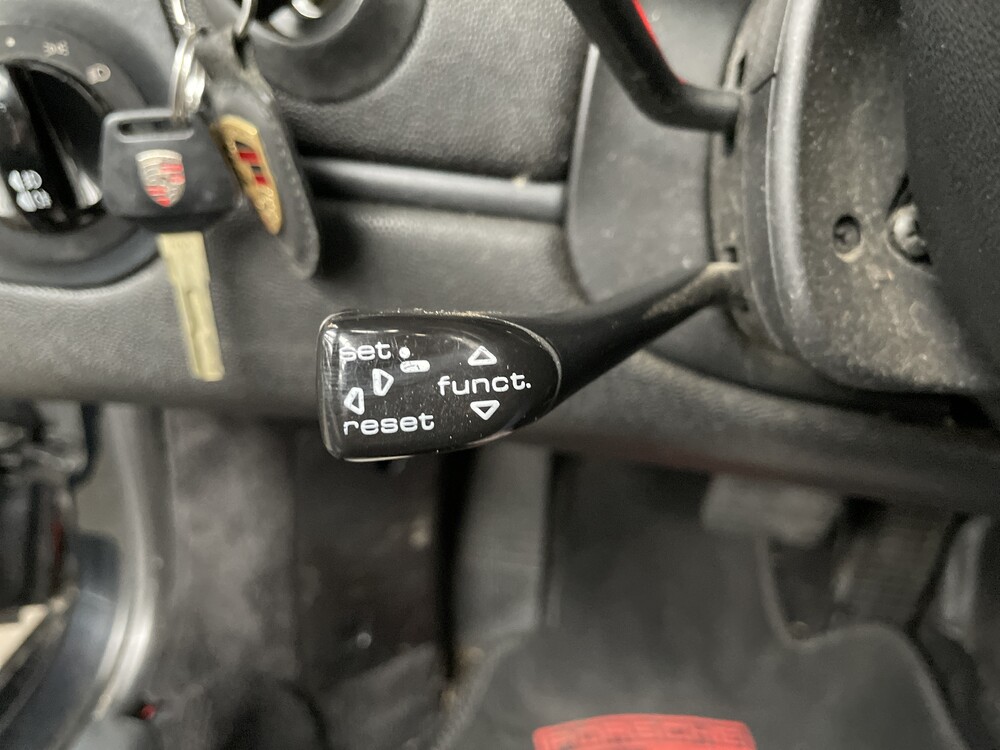 set
funct.
reset